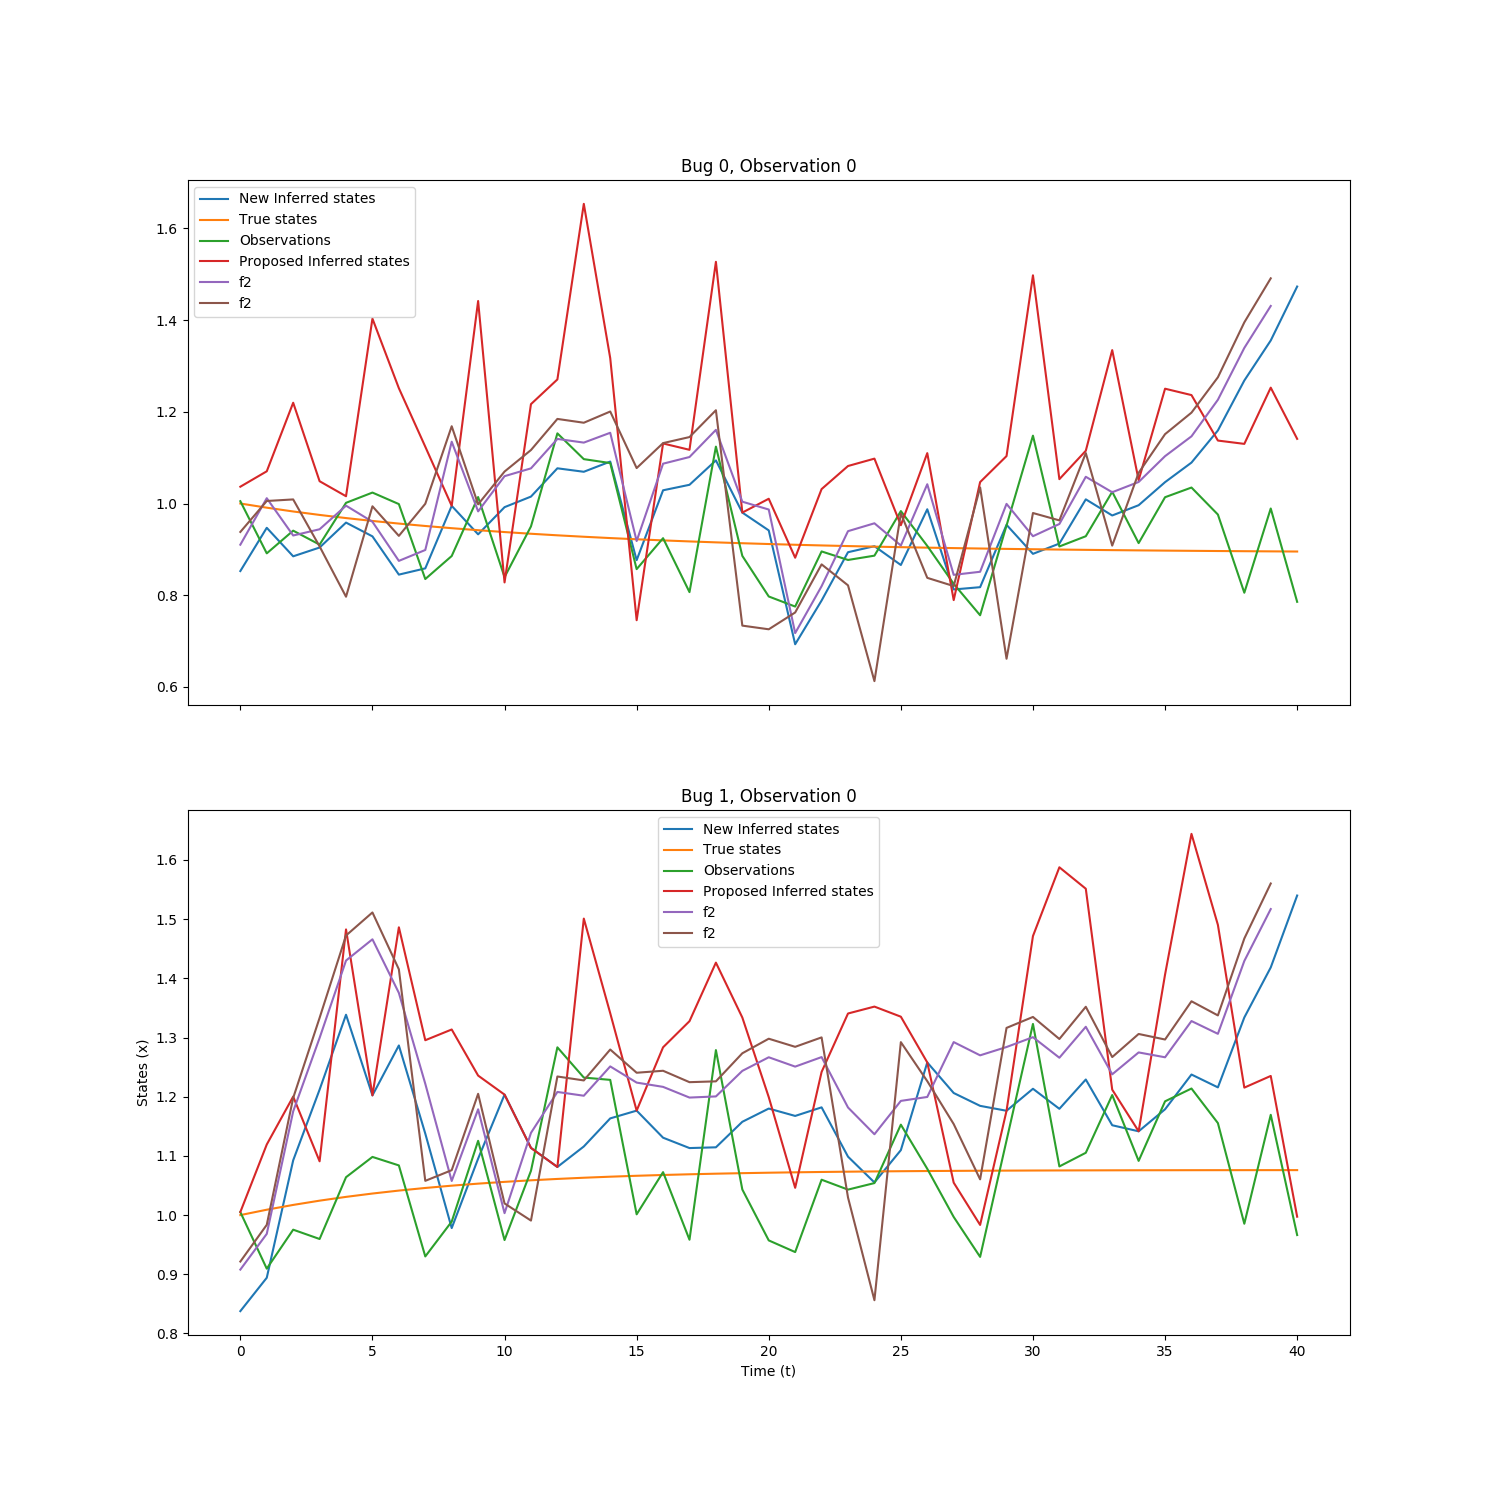 Bug 0, Observation 0
New Inferred states
True states
Observations
Proposed Inferred states
f2
f2
1.6
1.4
1.2
1.0
0.8
0.6
Bug 1, Observation 0
New Inferred states
True states
Observations
Proposed Inferred states
f2
f2
1.6
1.5
1.4
1.3
1.2
1.1
1.0
0.9
0.8
States (x)
0 5 10 15 20 25 30 35 40
Time (t)